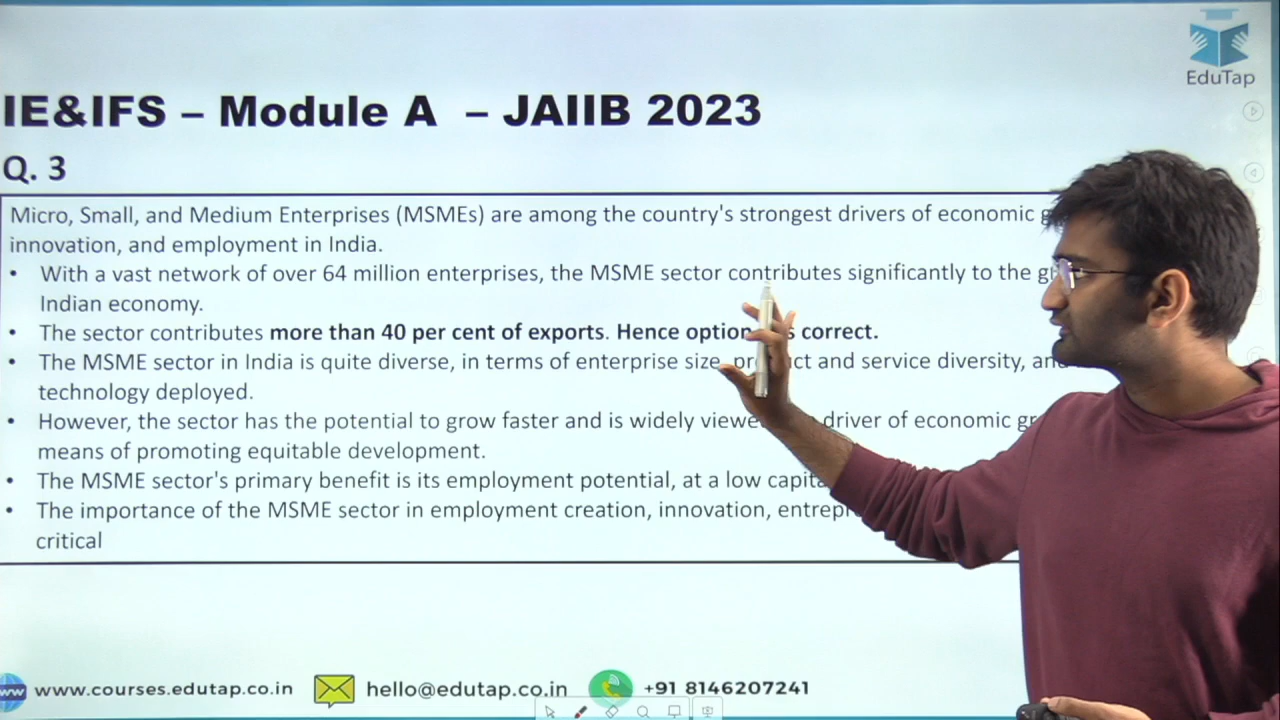 EduTap
IE&IFS – Module A – JAIIB 2023
Q. 3
Micro, Small, and Medium Enterprises (MSMEs) are among the country's strongest drivers of economic
innovation, and employment in India.
• With a vast network of over 64 million enterprises, the MSME sector contributes significantly to the
Indian economy.
• The sector contributes more than 40 per cent of exports. Hence option correct.
• The MSME sector in India is quite diverse, in terms of enterprise size, and service diversity,
technology deployed.
• However, the sector has the potential to grow faster and is widely driver of economic
means of promoting equitable development.
• The MSME sector's primary benefit is its employment potential, at a low
• The importance of the MSME sector in employment creation, innovation,
critical
www.courses.edutap.co.in hello@edutap.co.in +91 8146207241